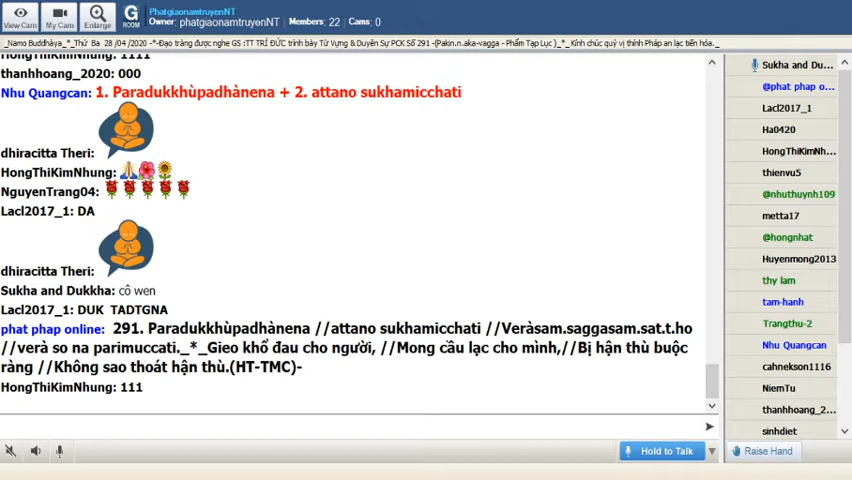 View Cam
My Cam
Enlarge
G
ROOM
PhatgiaonamtruyenNT
Owner: phatgiaonamtruyenNT | Members: 22 | Cams: 0
_Namo Buddhàya_*_Thứ Ba 28 /04 /2020 -*-Đạo tràng được nghe GS :TT TRÍ ĐỨC trình bày Từ Vựng & Duyên Sự PCK Số 291 -(Pakin.n.aka-vagga - Phẩm Tạp Lục )_*_ Kính chúc quý vị thính Pháp an lạc tiến hóa._
HongThiKimNhung: 1111
thanhhoang_2020: 000
Nhu Quangcan: 1. Paradukkhùpadhànena + 2. attano sukhamicchati
dhiracitta Theri:
HongThiKimNhung:
NguyenTrang04:
Lacl2017_1: DA
dhiracitta Theri:
Sukha and Dukkha: cô wen
Lacl2017_1: DUK TADTGNA
phat phap online: 291. Paradukkhùpadhànena //attano sukhamicchati //Veràsam.saggasam.sat.t.ho
//verà so na parimuccati._*_Gieo khổ đau cho người, //Mong cầu lạc cho mình,//Bị hận thù buộc
ràng //Không sao thoát hận thù.(HT-TMC)-
HongThiKimNhung: 111
Sukha and Du...
@phat phap o...
Lacl2017_1
Ha0420
HongThiKimNh...
thienvu5
@nhuthuynh109
metta17
@hongnhat
Huyenmong2013
thy lam
tam-hanh
Trangthu-2
Nhu Quangcan
cahnekson1116
NiemTu
thanhhoang_2...
sinhdiet
Hold to Talk
Raise Hand